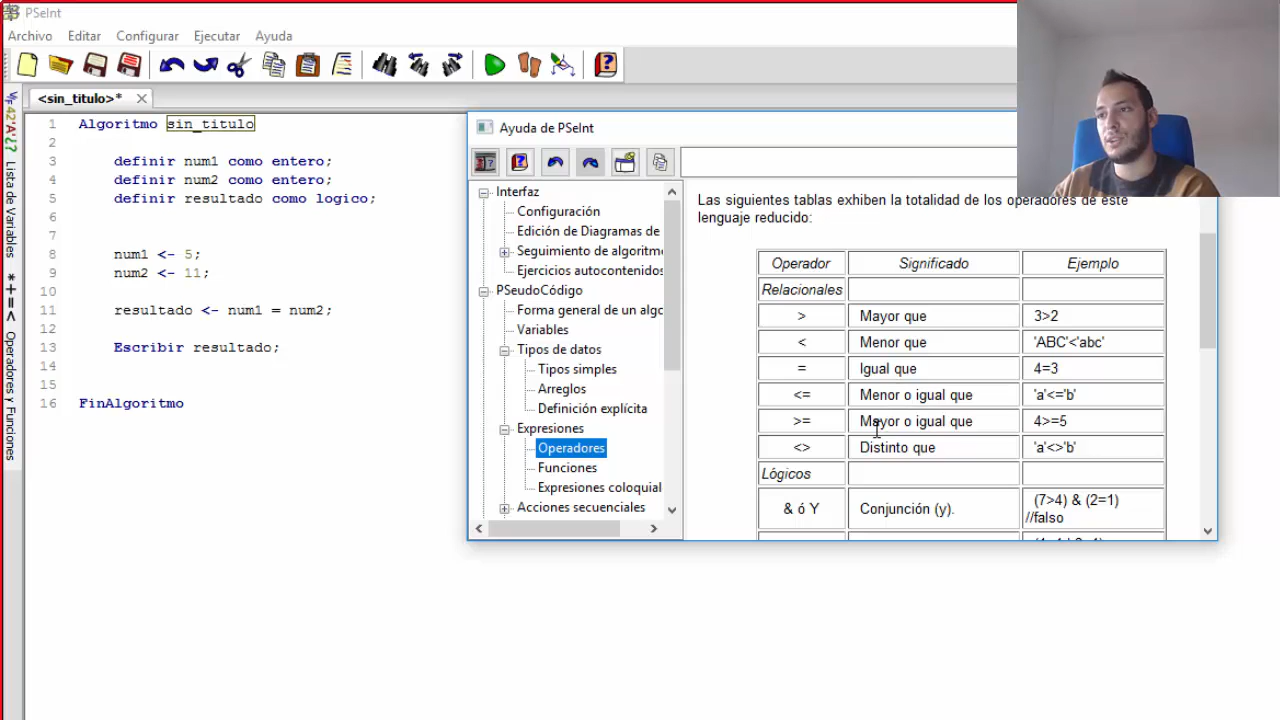 PSeInt
Archivo Editar Configurar Ejecutar Ayuda
<sin_titulo>*
Lista de Variables
*+=< Operadores y Funciones
1 Algoritmo sin_titulo
2
3 definir num1 como entero;
4 definir num2 como entero;
5 definir resultado como logico;
6
7
8 num1 <- 5;
9 num2 <- 11;
10
11 resultado <- num1 = num2;
12
13 Escribir resultado;
14
15
16 FinAlgoritmo
Ayuda de PSeInt
Interfaz
Configuración
Edición de Diagramas de
Seguimiento de algoritmo
Ejercicios autocontenidos
PSeudoCódigo
Forma general de un algo
Variables
Tipos de datos
Tipos simples
Arreglos
Definición explícita
Expresiones
Operadores
Funciones
Expresiones coloquial
Acciones secuenciales
Las siguientes tablas exhiben la totalidad de los operadores de este
lenguaje reducido:
Operador Significado Ejemplo
Relacionales
> Mayor que 3>2
< Menor que 'ABC'<'abc'
= Igual que 4=3
<= Menor o igual que 'a'<='b'
>= Mayor o igual que 4>=5
<> Distinto que 'a'<>'b'
Lógicos
& ó Y Conjunción (y). (7>4) & (2=1)
//falso